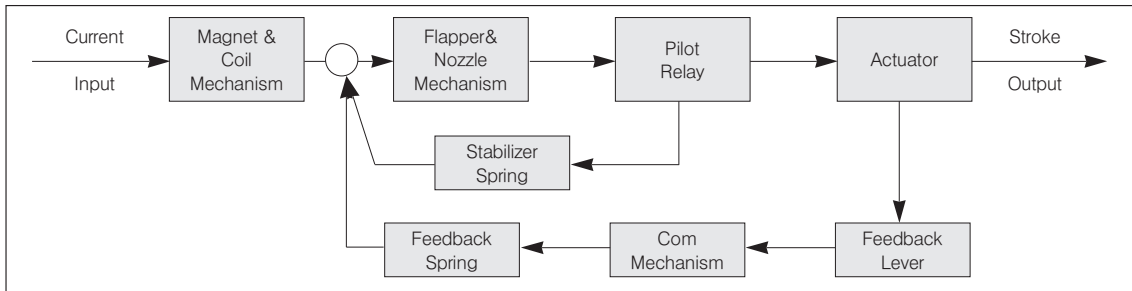 Current
Input
Magnet &
Coil
Mechanism
Flapper&
Nozzle
Mechanism
Pilot
Relay
Actuator
Stroke
Output
Stabilizer
Spring
Feedback
Spring
Com
Mechanism
Feedback
Lever